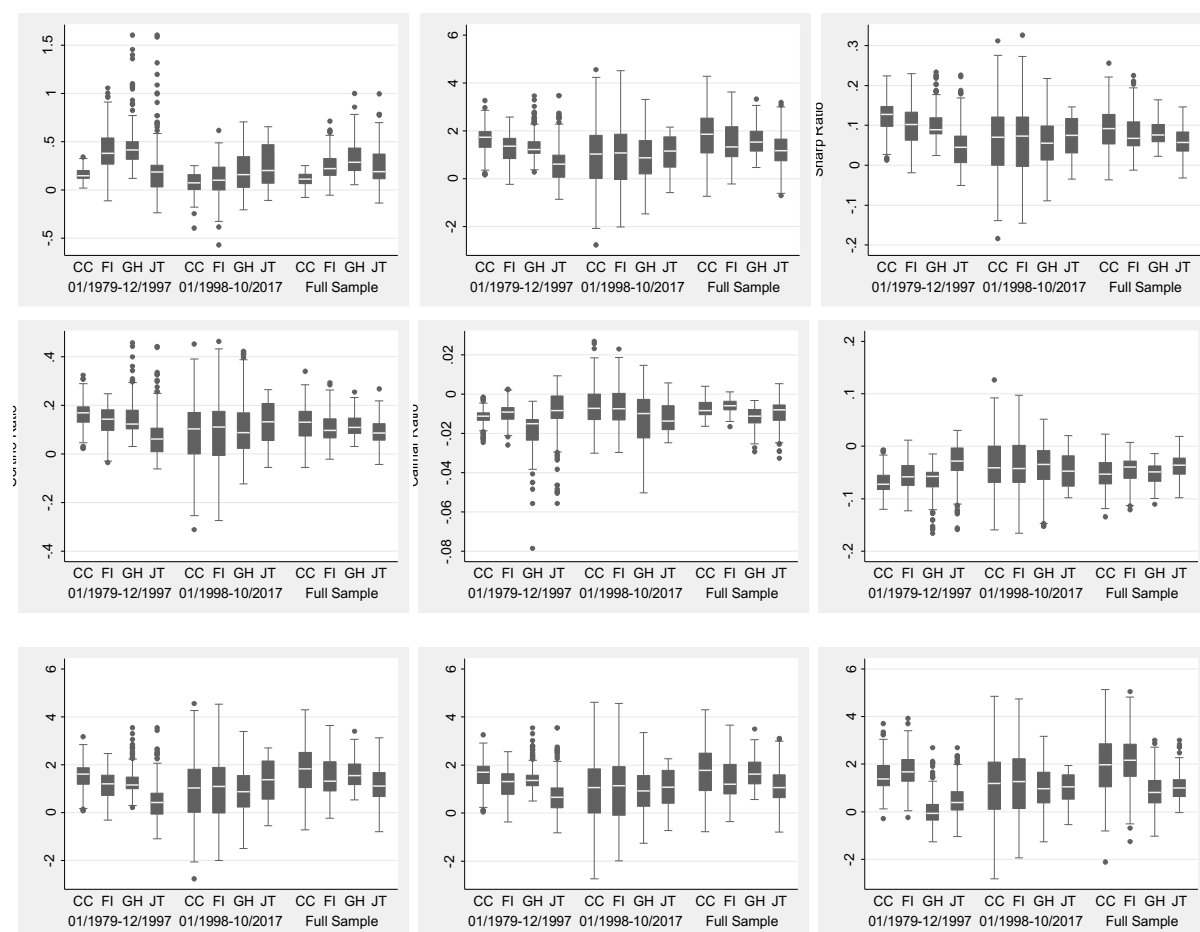 1.5
1
.5
0
-.5
CC FI GH JT CC FI GH JT CC FI GH JT
01/1979-12/1997 01/1998-10/2017 Full Sample
6
4
2
0
-2
CC FI GH JT CC FI GH JT CC FI GH JT
01/1979-12/1997 01/1998-10/2017 Full Sample
Sharp Ratio
.3
.2
.1
0
-.1
-.2
CC FI GH JT CC FI GH JT CC FI GH JT
01/1979-12/1997 01/1998-10/2017 Full Sample
Sortino Ratio
.4
.2
0
-.2
-.4
CC FI GH JT CC FI GH JT CC FI GH JT
01/1979-12/1997 01/1998-10/2017 Full Sample
Calmar Ratio
.02
0
-.02
-.04
-.06
-.08
CC FI GH JT CC FI GH JT CC FI GH JT
01/1979-12/1997 01/1998-10/2017 Full Sample
.2
.1
0
-.1
-.2
CC FI GH JT CC FI GH JT CC FI GH JT
01/1979-12/1997 01/1998-10/2017 Full Sample
6
4
2
0
-2
CC FI GH JT CC FI GH JT CC FI GH JT
01/1979-12/1997 01/1998-10/2017 Full Sample
6
4
2
0
-2
CC FI GH JT CC FI GH JT CC FI GH JT
01/1979-12/1997 01/1998-10/2017 Full Sample
6
4
2
0
-2
CC FI GH JT CC FI GH JT CC FI GH JT
01/1979-12/1997 01/1998-10/2017 Full Sample